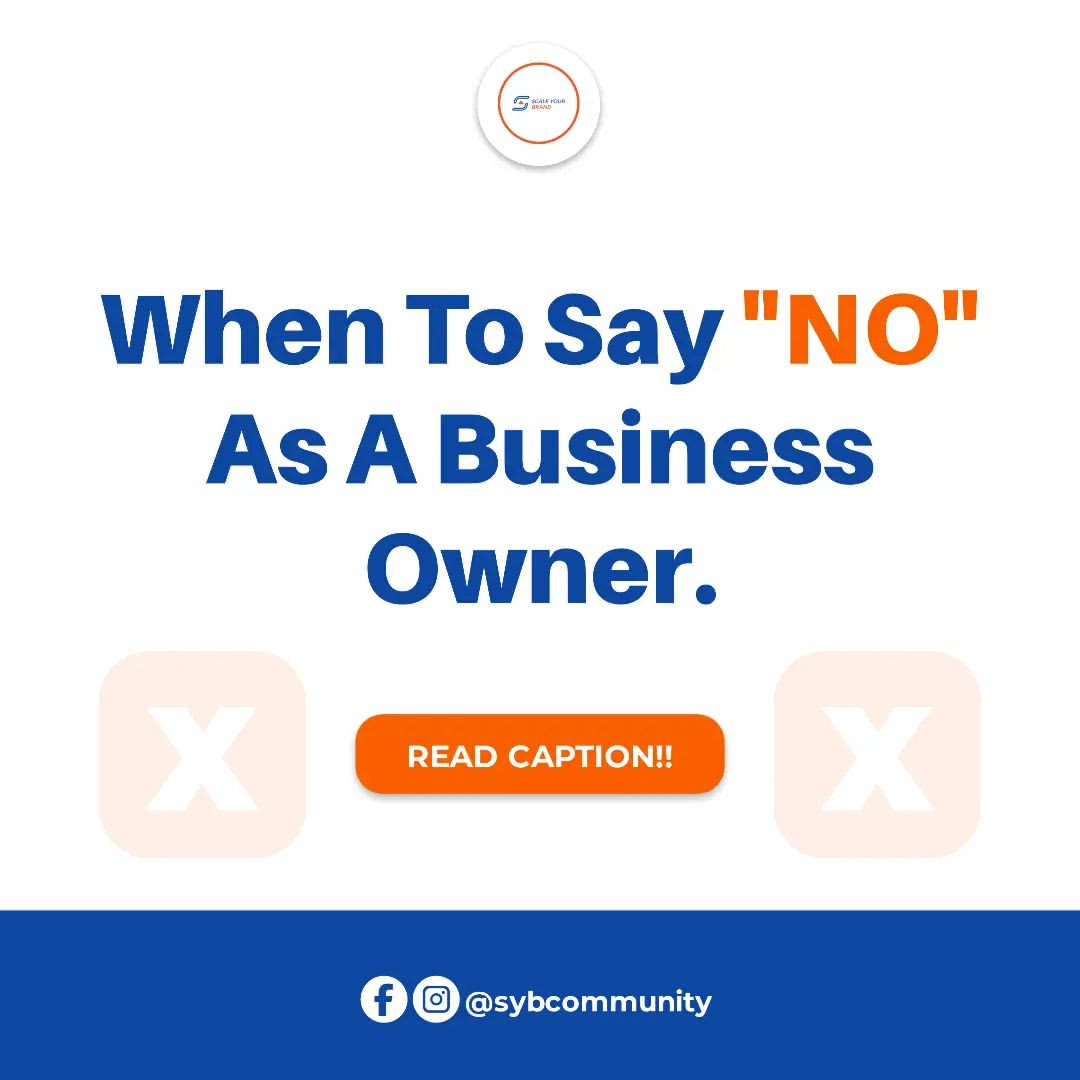 SCALE YOUR
BRAND
When To Say "NO"
As A Business
Owner.
X X
READ CAPTION!!
@sybcommunity